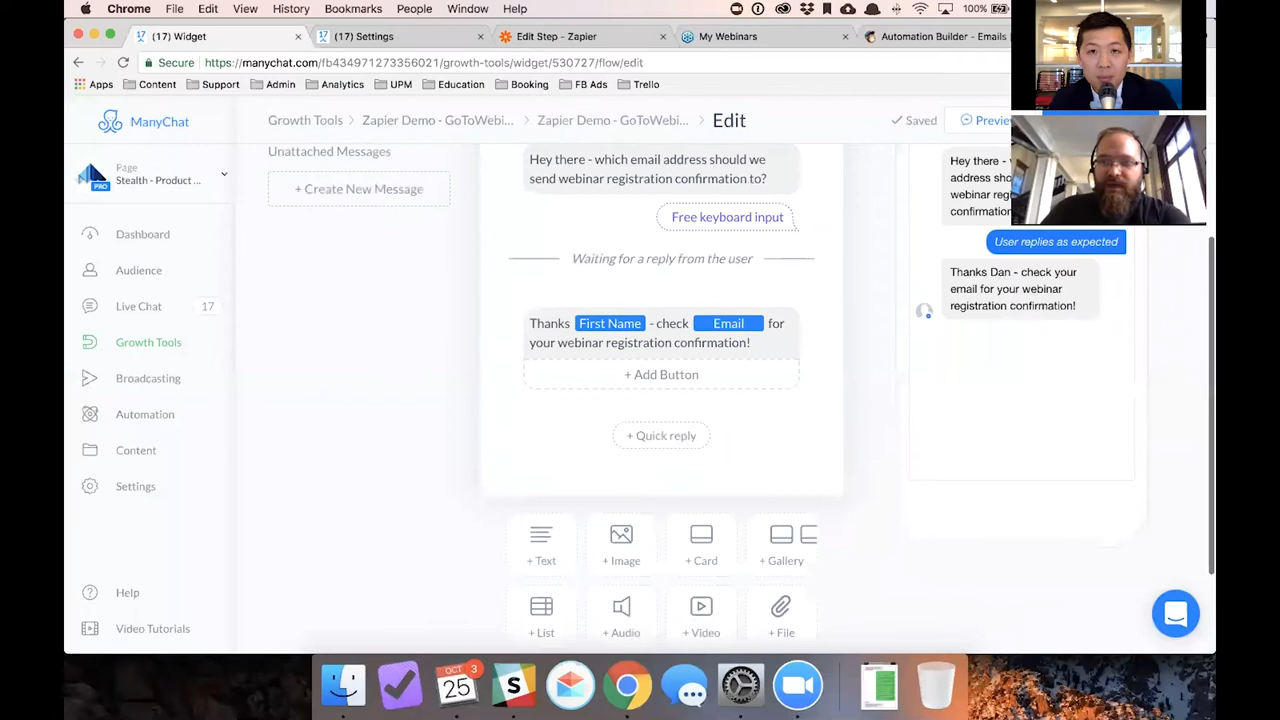 Chrome File Edit View History Bookmarks People Window Help 100%
(17) Widget (17) Settings Edit Step - Zapier My Webinars Automation Builder - Emails
Secure https://manychat.com/fb434971273356021/growth-tools/widget/530727/flow/edit
Apps Content Support Admin Analytics UPM Education Booking FB Ads Trello
ManyChat Growth Tools Zapier Demo - GoToWebi... Zapier Demo - GoToWebi... Edit Saved Preview
Page
Stealth - Product ...
PRO
Dashboard
Audience
Live Chat 17
Growth Tools
Broadcasting
Automation
Content
Settings
Help
Video Tutorials
Unattached Messages
+ Create New Message
Hey there - which email address should we
send webinar registration confirmation to?
Free keyboard input
Waiting for a reply from the user
Thanks First Name - check Email for
your webinar registration confirmation!
+ Add Button
+ Quick reply
+ Text + Image + Card + Gallery
+ List + Audio + Video + File
Hey there -
address shou
webinar regis
confirmation
User replies as expected
Thanks Dan - check your
email for your webinar
registration confirmation!
OCT 3
25